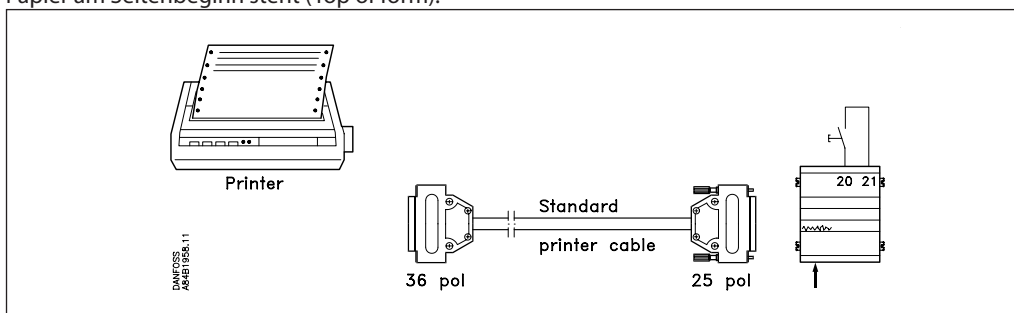 Papier am Seitenbeginn steht (Top of form).
Printer
20 21
Standard
printer cable
36 pol
25 pol
DANFOSS
A84B1958.11